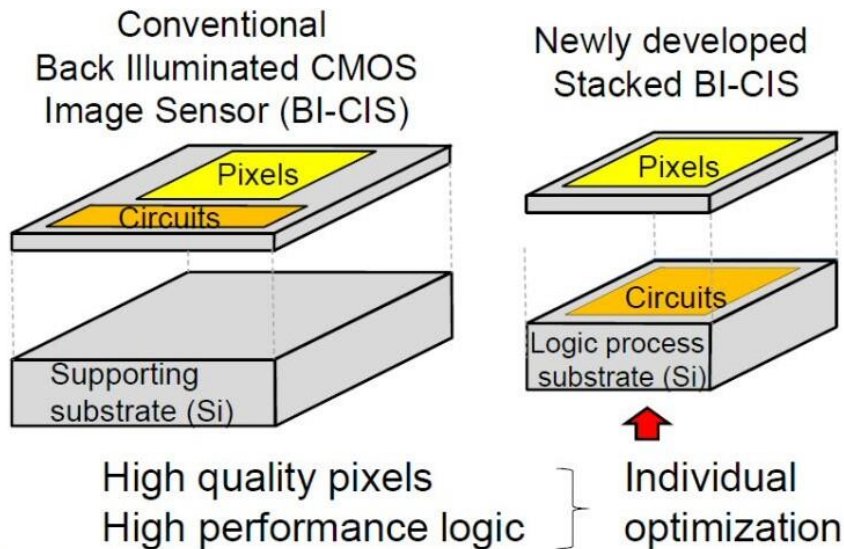 Conventional
Back Illuminated CMOS
Image Sensor (BI-CIS)
Pixels
Circuits
Supporting
substrate (Si)
Newly developed
Stacked BI-CIS
Pixels
Circuits
Logic process
substrate (Si)
High quality pixels
High performance logic
Individual
optimization